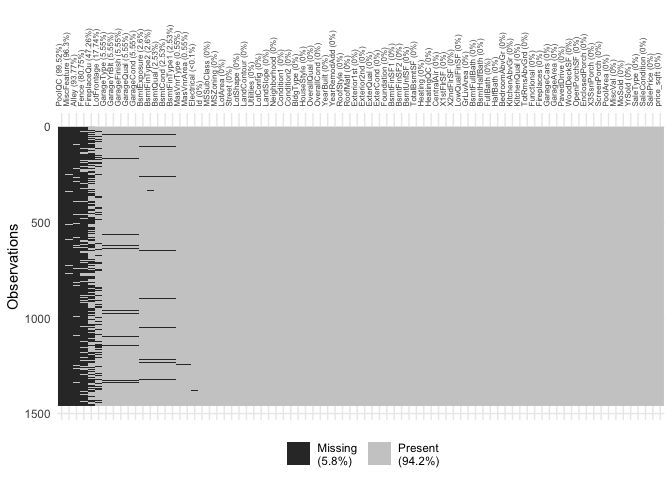 PoolQC (99.52%)
MiscFeature (96.3%)
Alley (93.77%)
Fence (80.75%)
FireplaceQu (47.26%)
LotFrontage (17.74%)
GarageType (5.55%)
GarageYrBlt (5.55%)
GarageFinish (5.55%)
GarageQual (5.55%)
GarageCond (5.55%)
BsmtExposure (2.6%)
BsmtFinType2 (2.6%)
BsmtQual (2.53%)
BsmtCond (2.53%)
BsmtFinType1 (2.53%)
MasVnrType (0.55%)
MasVnrArea (0.55%)
Electrical (<0.1%)
Id (0%)
MSSubClass (0%)
MSZoning (0%)
LotArea (0%)
Street (0%)
LotShape (0%)
LandContour (0%)
Utilities (0%)
LotConfig (0%)
LandSlope (0%)
Neighborhood (0%)
Condition1 (0%)
Condition2 (0%)
BldgType (0%)
HouseStyle (0%)
OverallQual (0%)
OverallCond (0%)
YearBuilt (0%)
YearRemodAdd (0%)
RoofStyle (0%)
RoofMatl (0%)
Exterior1st (0%)
Exterior2nd (0%)
ExterQual (0%)
ExterCond (0%)
Foundation (0%)
BsmtFinSF1 (0%)
BsmtFinSF2 (0%)
BsmtUnfSF (0%)
TotalBsmtSF (0%)
Heating (0%)
HeatingQC (0%)
CentralAir (0%)
X1stFlrSF (0%)
X2ndFlrSF (0%)
LowQualFinSF (0%)
GrLivArea (0%)
BsmtFullBath (0%)
BsmtHalfBath (0%)
FullBath (0%)
HalfBath (0%)
BedroomAbvGr (0%)
KitchenAbvGr (0%)
KitchenQual (0%)
TotRmsAbvGrd (0%)
Functional (0%)
Fireplaces (0%)
GarageCars (0%)
GarageArea (0%)
PavedDrive (0%)
WoodDeckSF (0%)
OpenPorchSF (0%)
EnclosedPorch (0%)
X3SsnPorch (0%)
ScreenPorch (0%)
PoolArea (0%)
MiscVal (0%)
MoSold (0%)
YrSold (0%)
SaleType (0%)
SaleCondition (0%)
SalePrice (0%)
price_sqft (0%)
0
500
1000
1500
Observations
Missing
(5.8%)
Present
(94.2%)